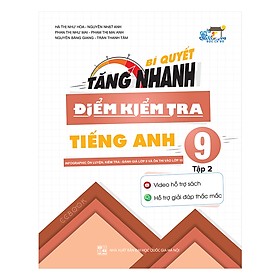 HÀ THỊ NHƯ HOA - NGUYỄN NHẬT ANH
PHAN THỊ NHƯ MAI - PHẠM THỊ MAI ANH
NGUYỄN BẰNG GIANG - TRẦN THANH TÂM
BÍ QUYẾT
TĂNG NHANH
ĐIỂM KIỂM TRA
TIẾNG ANH 9
Tập 2
Video hỗ trợ sách
Hỗ trợ giải đáp thắc mắc
CCBOOK
NHÀ XUẤT BẢN ĐẠI HỌC QUỐC GIA HÀ NỘI